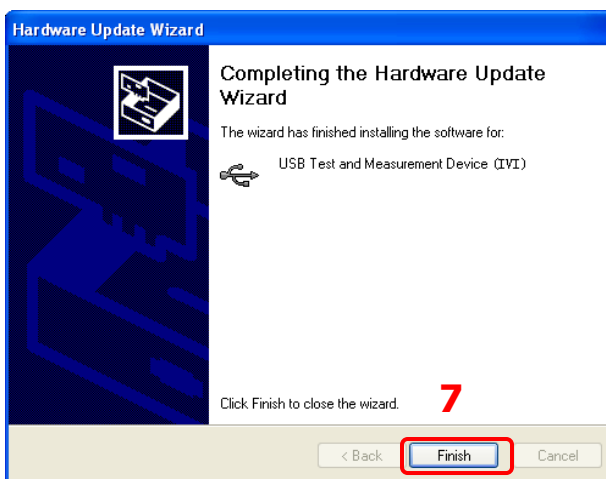 Hardware Update Wizard
Completing the Hardware Update
Wizard
The wizard has finished installing the software for:
USB Test and Measurement Device (IVI)
Click Finish to close the wizard.
7
< Back
Finish
Cancel